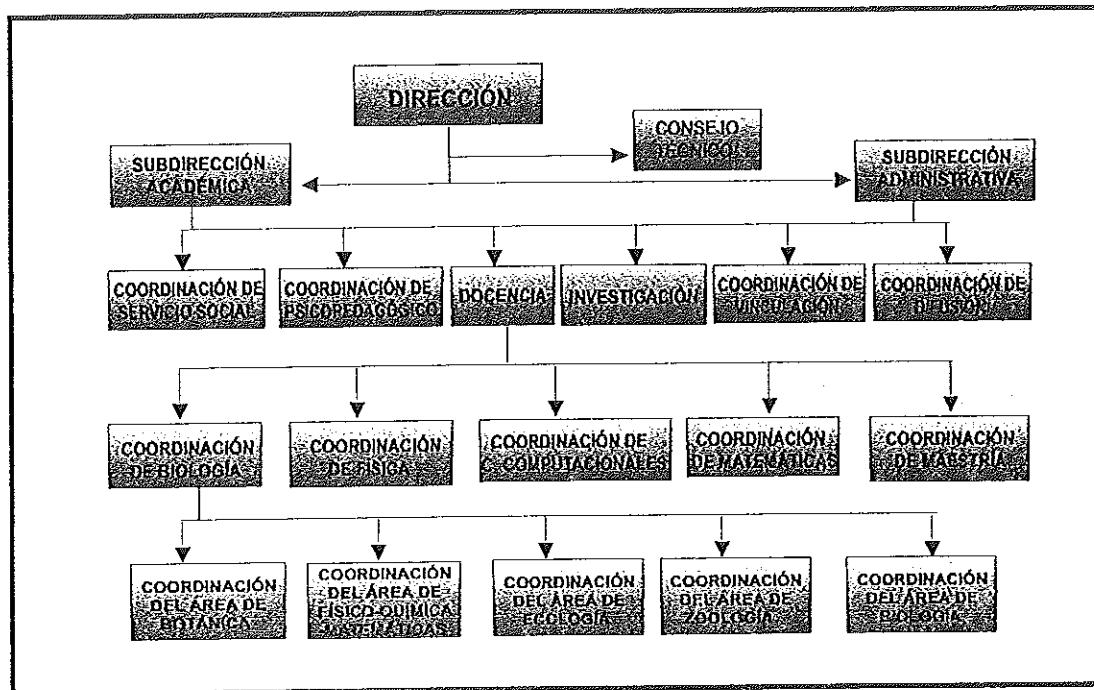 DIRECCIÓN
CONSEJO
TÉCNICO
SUBDIRECCIÓN
ACADÉMICA
SUBDIRECCIÓN
ADMINISTRATIVA
COORDINACIÓN DE
SERVICIO SOCIAL
COORDINACIÓN DE
PSICOPEDAGÓGICO
DOCENCIA
INVESTIGACIÓN
COORDINACIÓN DE
VINCULACIÓN
COORDINACIÓN DE
DIFUSIÓN
COORDINACIÓN
DE BIOLOGÍA
COORDINACIÓN
DE FÍSICA
COORDINACIÓN DE
C. COMPUTACIONALES
COORDINACIÓN
DE MATEMÁTICAS
COORDINACIÓN
DE MAESTRÍA
COORDINACIÓN
DEL ÁREA DE
BOTÁNICA
COORDINACIÓN
DEL ÁREA DE
FÍSICO-QUÍMICA
MATEMÁTICAS
COORDINACIÓN
DEL ÁREA DE
ECOLOGÍA
COORDINACIÓN
DEL ÁREA DE
ZOOLOGÍA
COORDINACIÓN
DEL ÁREA DE
BIOLOGÍA